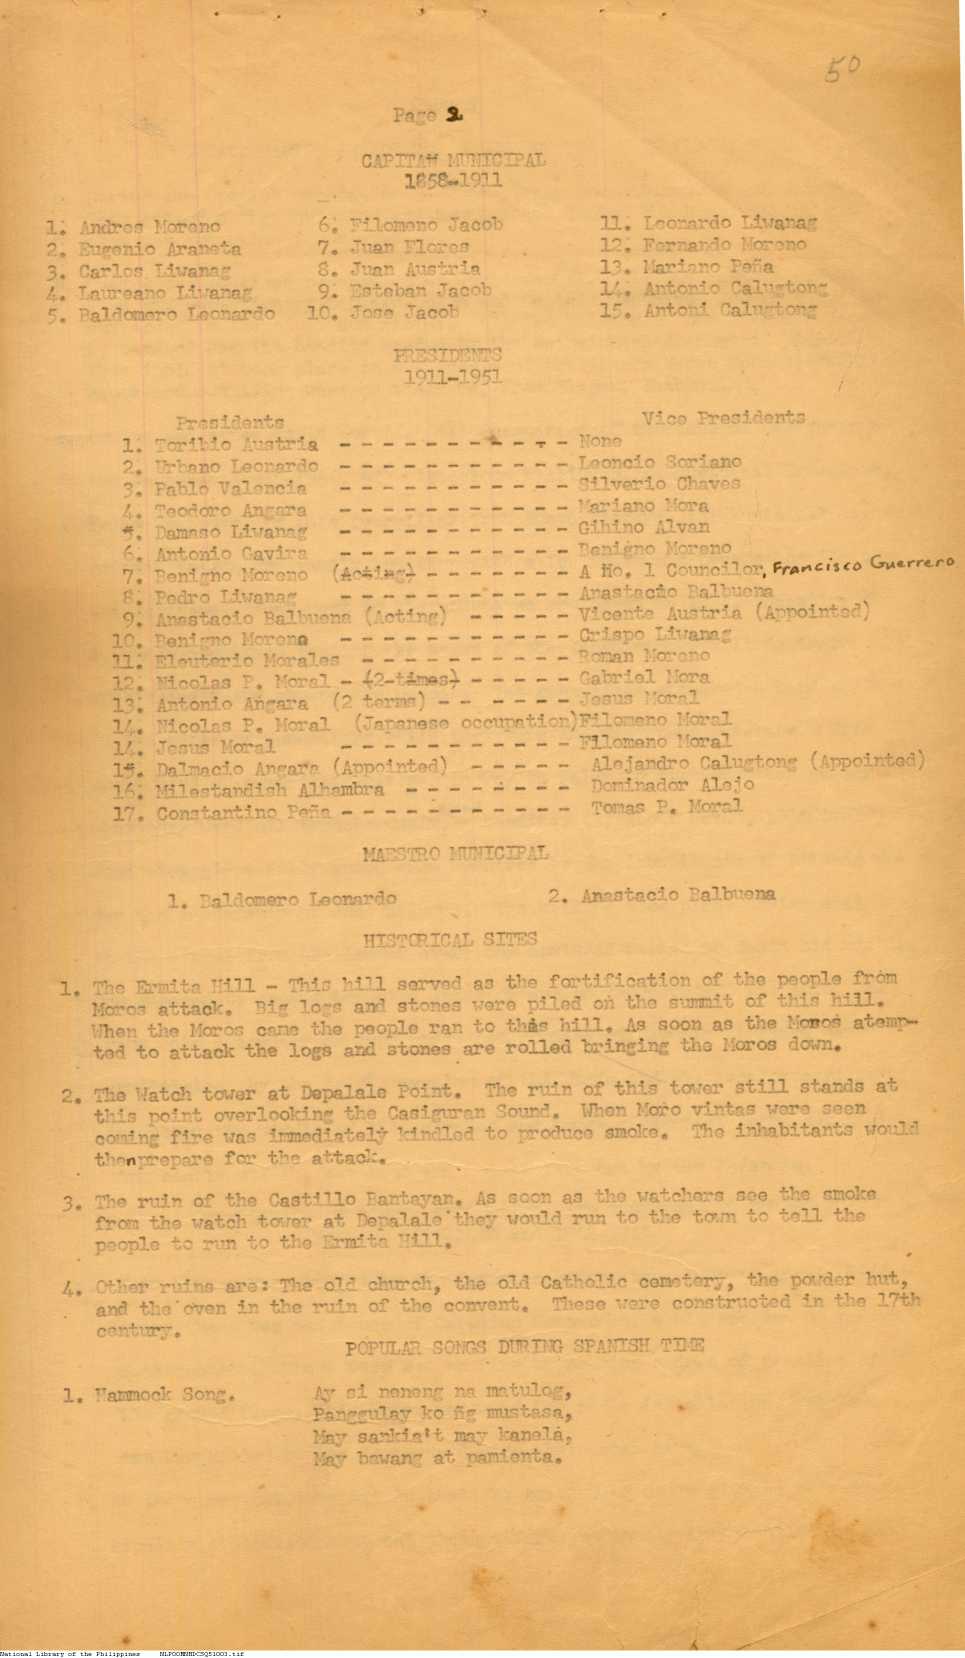 50
Page 2
CAPITAN MUNICIPAL
1858-1911
1. Andres Moreno
2. Eugenio Araneta
3. Carlos Liwanag
4. Laureano Liwanag
5. Baldomero Leonardo
6. Filomeno Jacob
7. Juan Flores
8. Juan Austria
9. Esteban Jacob
10. Jose Jacob
11. Leonardo Liwanag
12. Fernando Moreno
13. Mariano Peña
14. Antonio Calugtong
15. Antoni Calugtong
PRESIDENTS
1911-1951
Presidents Vice Presidents
1. Toribio Austria - - - - - - - - - - - None
2. Urbano Leonardo - - - - - - - - - - - Leoncio Soriano
3. Pablo Valencia - - - - - - - - - - - Silverio Chaves
4. Teodoro Angara - - - - - - - - - - - Mariano Mora
5. Damaso Liwanag - - - - - - - - - - - Gihino Alvan
6. Antonio Gavira - - - - - - - - - - - Benigno Moreno
7. Benigno Moreno (Acting) - - - - - - - A No. 1 Councilor, Francisco Guerrero
8. Pedro Liwanag - - - - - - - - - - - Anastacio Balbuena
9. Anastacio Balbuena (Acting) - - - - - Vicente Austria (Appointed)
10. Benigno Morena - - - - - - - - - - - Crispo Liwanag
11. Eleuterio Morales - - - - - - - - - - Roman Moreno
12. Nicolas P. Moral - (2-times) - - - - - Gabriel Mora
13. Antonio Angara (2 terms) - - - - - - - Jesus Moral
14. Nicolas P. Moral (Japanese occupation) Filomeno Moral
14. Jesus Moral - - - - - - - - - - - Filomeno Moral
15. Dalmacio Angara (Appointed) - - - - - Alejandro Calugtong (Appointed)
16. Milestandish Alhambra - - - - - - - - Dominador Alejo
17. Constantino Peña - - - - - - - - - - - Tomas P. Moral
MAESTRO MUNICIPAL
1. Baldomero Leonardo 2. Anastacio Balbuena
HISTORICAL SITES
1. The Ermita Hill - This hill served as the fortification of the people from
Moros attack. Big logs and stones were piled on the summit of this hill.
When the Moros came the people ran to this hill. As soon as the Moros atemp-
ted to attack the logs and stones are rolled bringing the Moros down.
2. The Watch tower at Depalale Point. The ruin of this tower still stands at
this point overlooking the Casiguran Sound. When Moro vintas were seen
coming fire was immediately kindled to produce smoke. The inhabitants would
then prepare for the attack.
3. The ruin of the Castillo Bantayan. As soon as the watchers see the smoke
from the watch tower at Depalale they would run to the town to tell the
people to run to the Ermita Hill.
4. Other ruins are: The old church, the old Catholic cemetery, the powder hut,
and the oven in the ruin of the convent. These were constructed in the 17th
century.
POPULAR SONGS DURING SPANISH TIME
1. Hammock Song.
Ay si neneng na matulog,
Panggulay ko ñg mustasa,
May sankia't may kanela,
May bawang at pamienta.
National Library of the Philippines